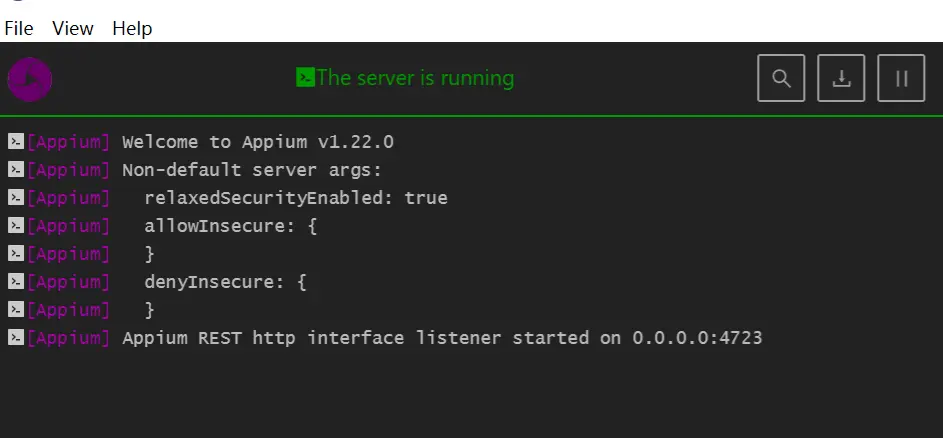 File View Help
The server is running
[Appium] Welcome to Appium v1.22.0
[Appium] Non-default server args:
[Appium]   relaxedSecurityEnabled: true
[Appium]   allowInsecure: {
[Appium]   }
[Appium]   denyInsecure: {
[Appium]   }
[Appium] Appium REST http interface listener started on 0.0.0.0:4723